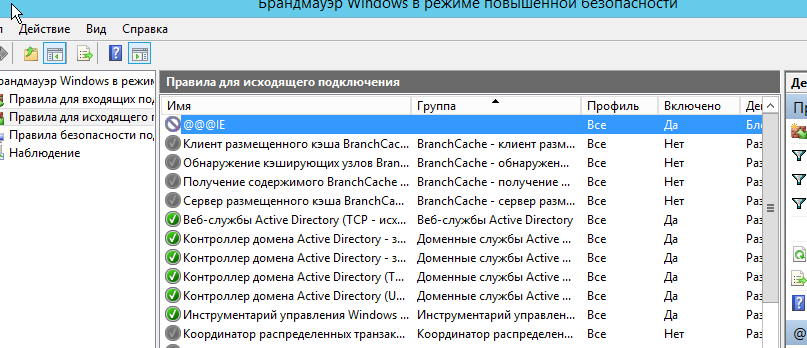 Брандмауэр Windows в режиме повышенной безопасности
Действие Вид Справка
рандмауэр Windows в режим
Правила для входящих под
Правила для исходящего п
Правила безопасности по
Наблюдение
Правила для исходящего подключения
Имя Группа Профиль Включено Де
@@@IE Все Да Бло
Клиент размещенного кэша BranchCac... BranchCache - клиент разм... Все Нет Раз
Обнаружение кэширующих узлов Bran... BranchCache - обнаружен... Все Нет Раз
Получение содержимого BranchCache BranchCache - получение ... Все Нет Раз
Сервер размещенного кэша BranchCac... BranchCache - сервер разм... Все Нет Раз
Веб-службы Active Directory (TCP - исх... Веб-службы Active Directory Все Да Раз
Контроллер домена Active Directory - з... Доменные службы Active ... Все Да Раз
Контроллер домена Active Directory - з... Доменные службы Active ... Все Да Раз
Контроллер домена Active Directory (T... Доменные службы Active ... Все Да Раз
Контроллер домена Active Directory (U... Доменные службы Active ... Все Да Раз
Инструментарий управления Windows Инструментарий управлен... Все Да Раз
Координатор распределенных транзак... Координатор распределен... Все Нет Раз
Де
Пр
@